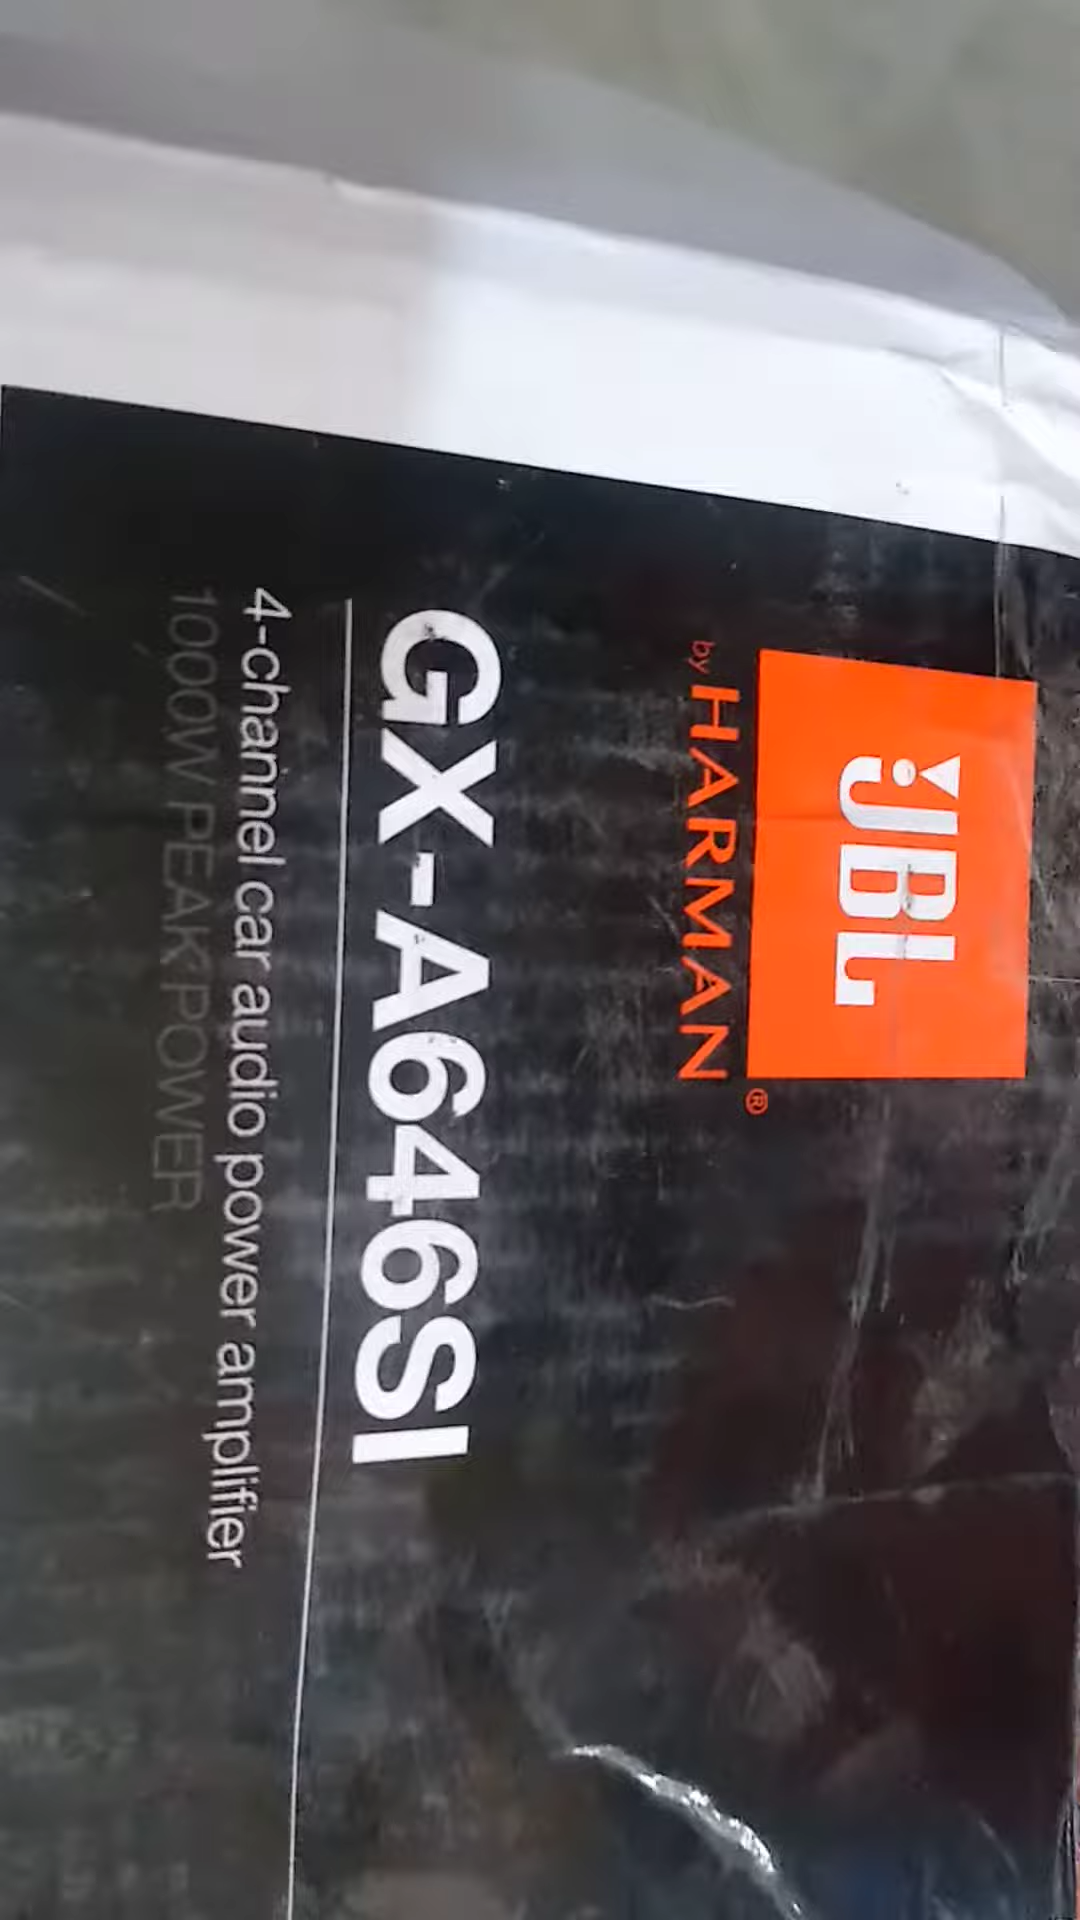 JBL
by HARMAN®
GX-A646SI
4-channel car audio power amplifier
1000W PEAK POWER